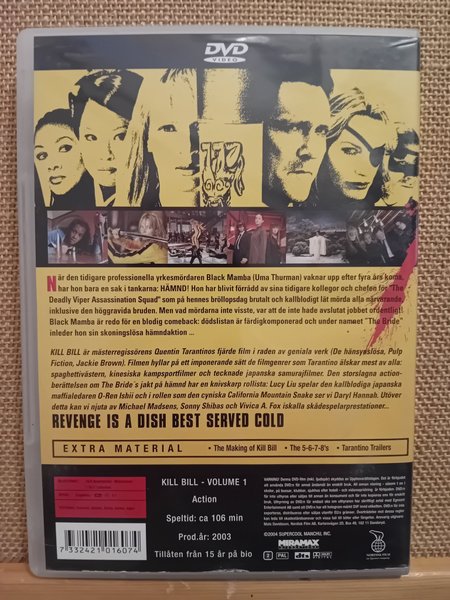 DVD
VIDEO
När den tidigare professionella yrkesmördaren Black Mamba (Uma Thurman) vaknar upp efter fyra års koma,
har hon bara en sak i tankarna: HÄMND! Hon har blivit förrådd av sina tidigare kollegor och chefen för "The
Deadly Viper Assassination Squad" som på hennes bröllopsdag brutalt och kallblodigt lät mörda alla närvarande,
inklusive den höggravida bruden. Men vad mördarna inte visste, var att de inte hade avslutat jobbet ordentligt!
Black Mamba är redo för en blodig comeback: dödslistan är färdigkomponerad och under namnet "The Bride"
inleder hon sin skoningslösa hämndaktion ...
KILL BILL är mästerregissörens Quentin Tarantinos fjärde film i raden av geniala verk (De hänsynslösa, Pulp
Fiction, Jackie Brown). Filmen hyllar på ett imponerande sätt de filmgenrer som Tarantino älskar mest av alla:
spaghettivästern, kinesiska kampsportfilmer och tecknade japanska samurajfilmer. Den storslagna action-
berättelsen om The Bride's jakt på hämnd har en knivskarp rollista: Lucy Liu spelar den kallblodiga japanska
maffialedaren O-Ren Ishii och i rollen som den cyniska California Mountain Snake ser vi Daryl Hannah. Utöver
detta kan vi njuta av Michael Madsens, Sonny Shibas och Vivica A. Fox iskalla skådespelarprestationer...
REVENGE IS A DISH BEST SERVED COLD
EXTRA MATERIAL • The Making of Kill Bill • The 5-6-7-8's • Tarantino Trailers
KILL BILL - VOLUME 1
Action
Speltid: ca 106 min
Prod.år: 2003
Tillåten från 15 år på bio
7 332421 016074
©2004 SUPERCOOL MANCHU, INC.
2 PAL
MIRAMAX
dts
NORDISK FILM